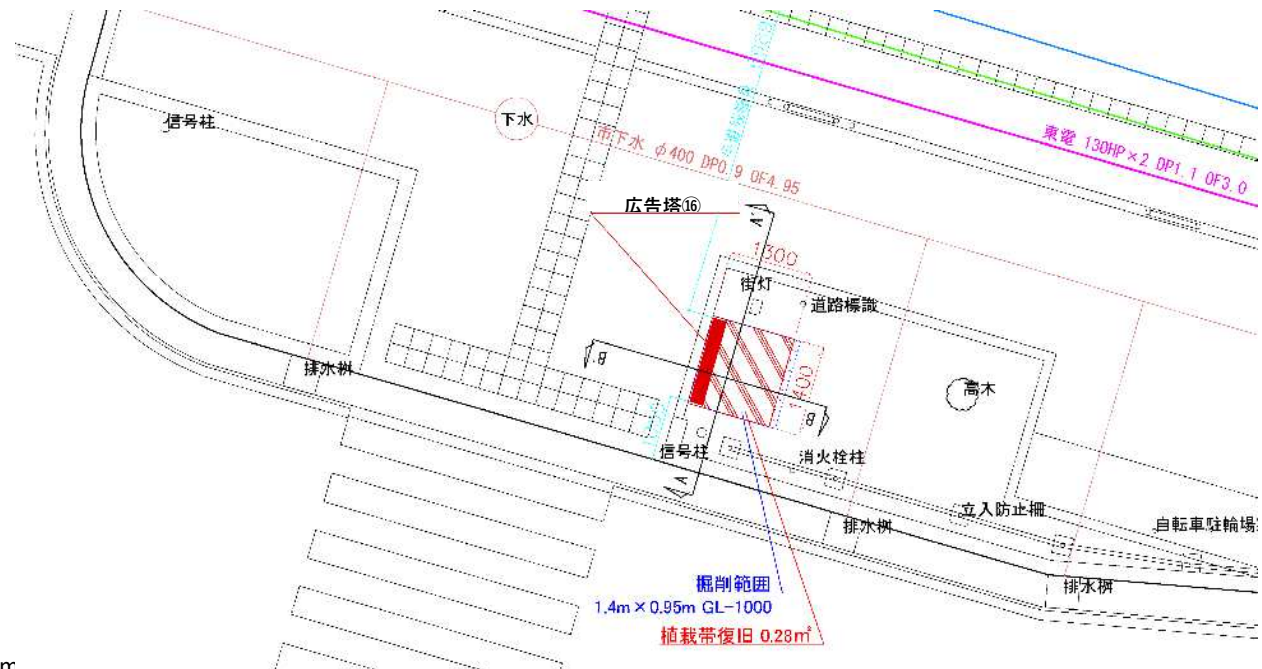 信号柱
下水
市下水 φ400 DP0.9 OF4.95
東電 130HP×2 DP1.1 OF3.0
広告塔⑯
A'
1300
街灯
道路標識
B'
1400
高木
排水桝
B
信号柱
消火栓柱
A
立入防止柵
排水桝
自転車駐輪場
掘削範囲
1.4m×0.95m GL-1000
排水桝
植栽帯復旧 0.28㎡
m